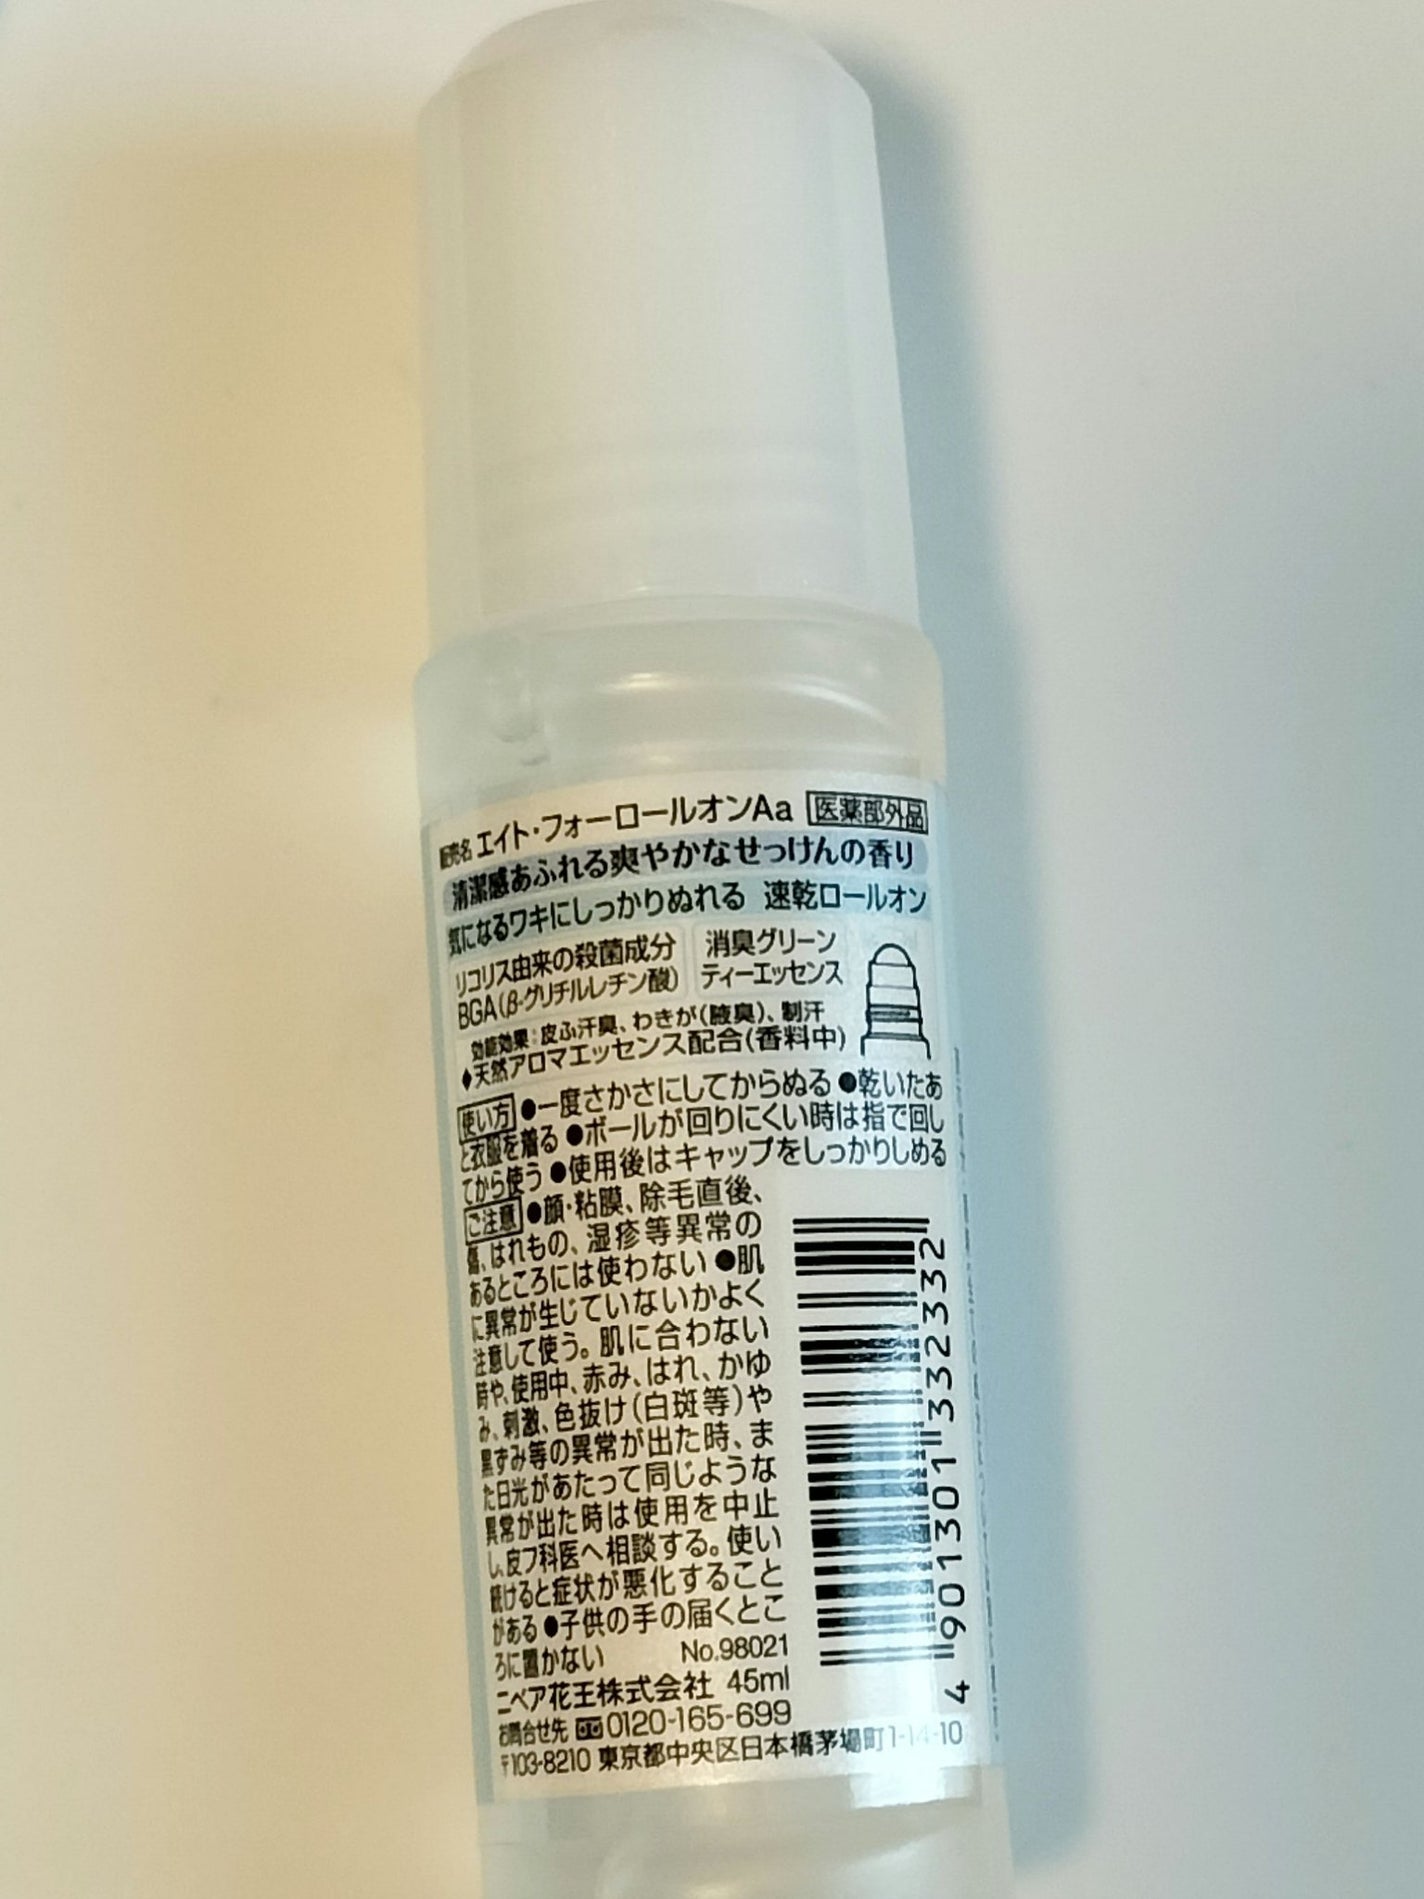 販売名 エイト・フォーロールオンAa 医薬部外品
清潔感あふれる爽やかなせっけんの香り
気になるワキにしっかりぬれる 速乾ロールオン
リコリス由来の殺菌成分
BGA(β-グリチルレチン酸)
消臭グリーン
ティーエッセンス
効能効果:皮ふ汗臭、わきが(腋臭)、制汗
♦天然アロマエッセンス配合(香料中)
使い方 ●一度さかさにしてからぬる ●乾いたあ
と衣服を着る ●ボールが回りにくい時は指で回し
てから使う ●使用後はキャップをしっかりしめる
ご注意 ●顔・粘膜、除毛直後、
傷、はれもの、湿疹等異常の
あるところには使わない ●肌
に異常が生じていないかよく
注意して使う。肌に合わない
時や、使用中、赤み、はれ、かゆ
み、刺激、色抜け(白斑等)や
黒ずみ等の異常が出た時、ま
た日光があたって同じような
異常が出た時は使用を中止
し、皮フ科医へ相談する。使い
続けると症状が悪化すること
がある ●子供の手の届くとこ
ろに置かない No.98021
ニベア花王株式会社 45ml
お問合せ先 0120-165-699
〒103-8210 東京都中央区日本橋茅場町1-14-10
4 901301 332332